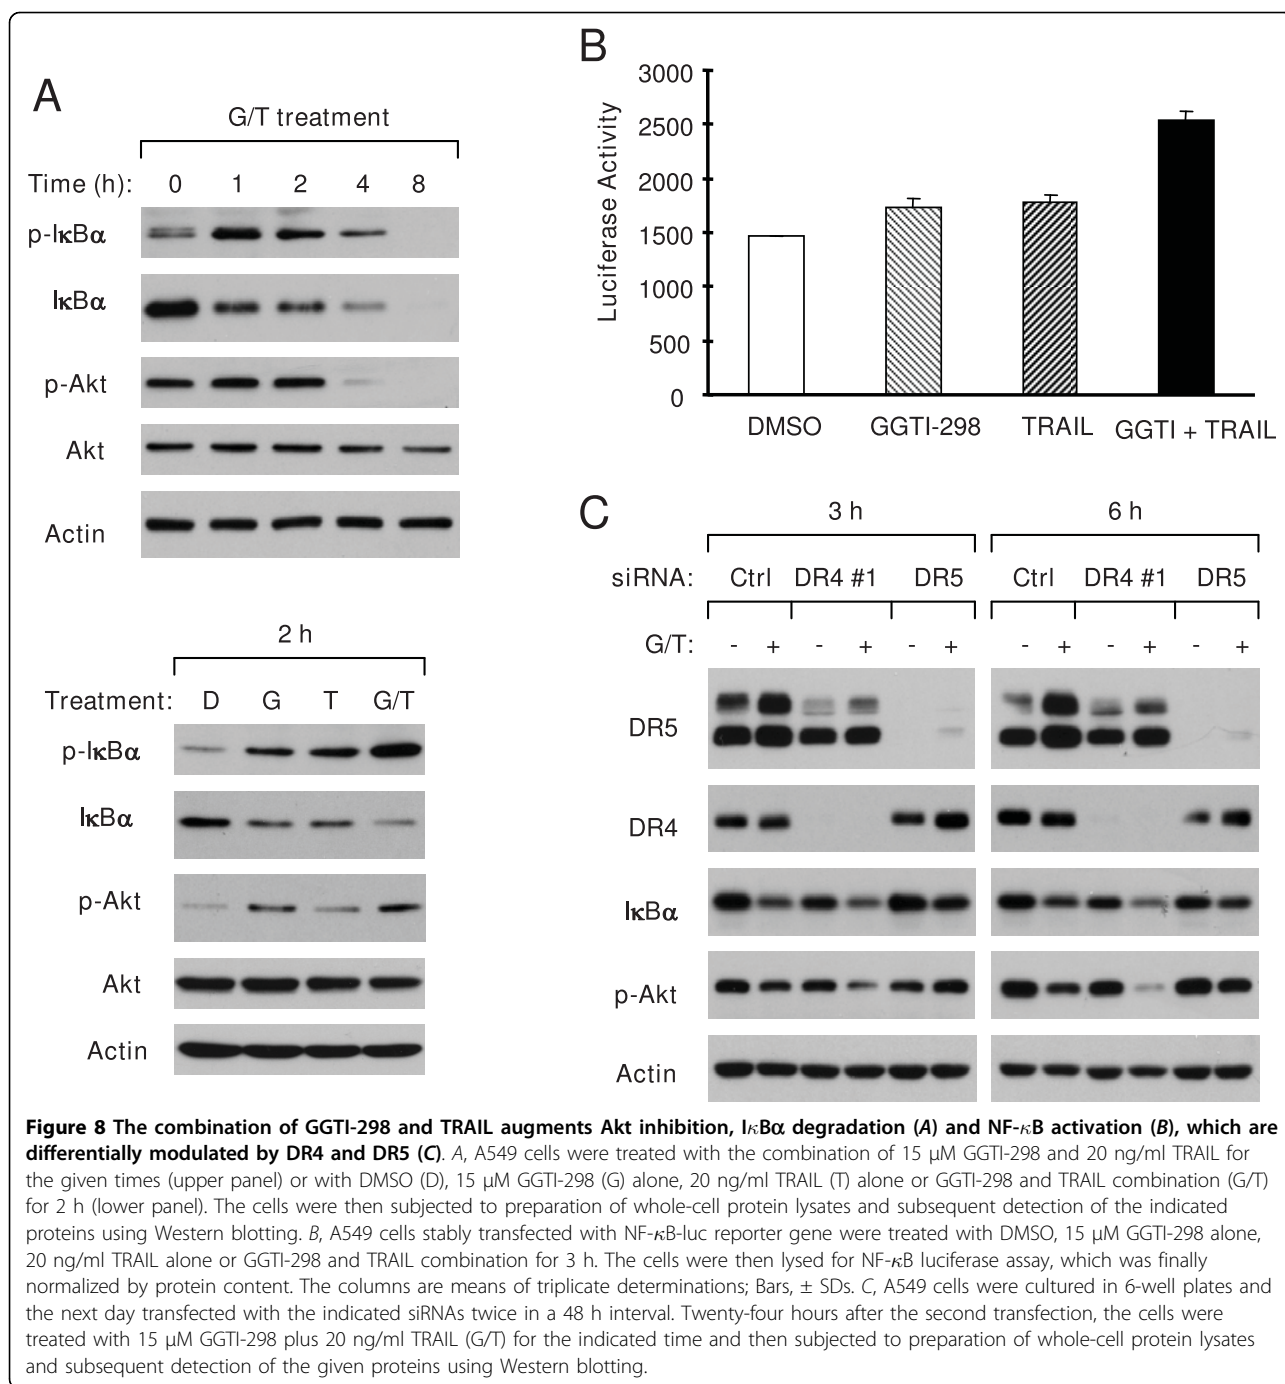 A
G/T treatment
Time (h): 0 1 2 4 8
p-IκBα
IκBα
p-Akt
Akt
Actin
2 h
Treatment: D G T G/T
p-IκBα
IκBα
p-Akt
Akt
Actin
B
Luciferase Activity
3000
2500
2000
1500
1000
500
0
DMSO GGTI-298 TRAIL GGTI + TRAIL
C
3 h 6 h
siRNA: Ctrl DR4 #1 DR5 Ctrl DR4 #1 DR5
G/T: - + - + - + - + - + - +
DR5
DR4
IκBα
p-Akt
Actin
Figure 8 The combination of GGTI-298 and TRAIL augments Akt inhibition, IκBα degradation (A) and NF-κB activation (B), which are
differentially modulated by DR4 and DR5 (C). A, A549 cells were treated with the combination of 15 μM GGTI-298 and 20 ng/ml TRAIL for
the given times (upper panel) or with DMSO (D), 15 μM GGTI-298 (G) alone, 20 ng/ml TRAIL (T) alone or GGTI-298 and TRAIL combination (G/T)
for 2 h (lower panel). The cells were then subjected to preparation of whole-cell protein lysates and subsequent detection of the indicated
proteins using Western blotting. B, A549 cells stably transfected with NF-κB-luc reporter gene were treated with DMSO, 15 μM GGTI-298 alone,
20 ng/ml TRAIL alone or GGTI-298 and TRAIL combination for 3 h. The cells were then lysed for NF-κB luciferase assay, which was finally
normalized by protein content. The columns are means of triplicate determinations; Bars, ± SDs. C, A549 cells were cultured in 6-well plates and
the next day transfected with the indicated siRNAs twice in a 48 h interval. Twenty-four hours after the second transfection, the cells were
treated with 15 μM GGTI-298 plus 20 ng/ml TRAIL (G/T) for the indicated time and then subjected to preparation of whole-cell protein lysates
and subsequent detection of the given proteins using Western blotting.